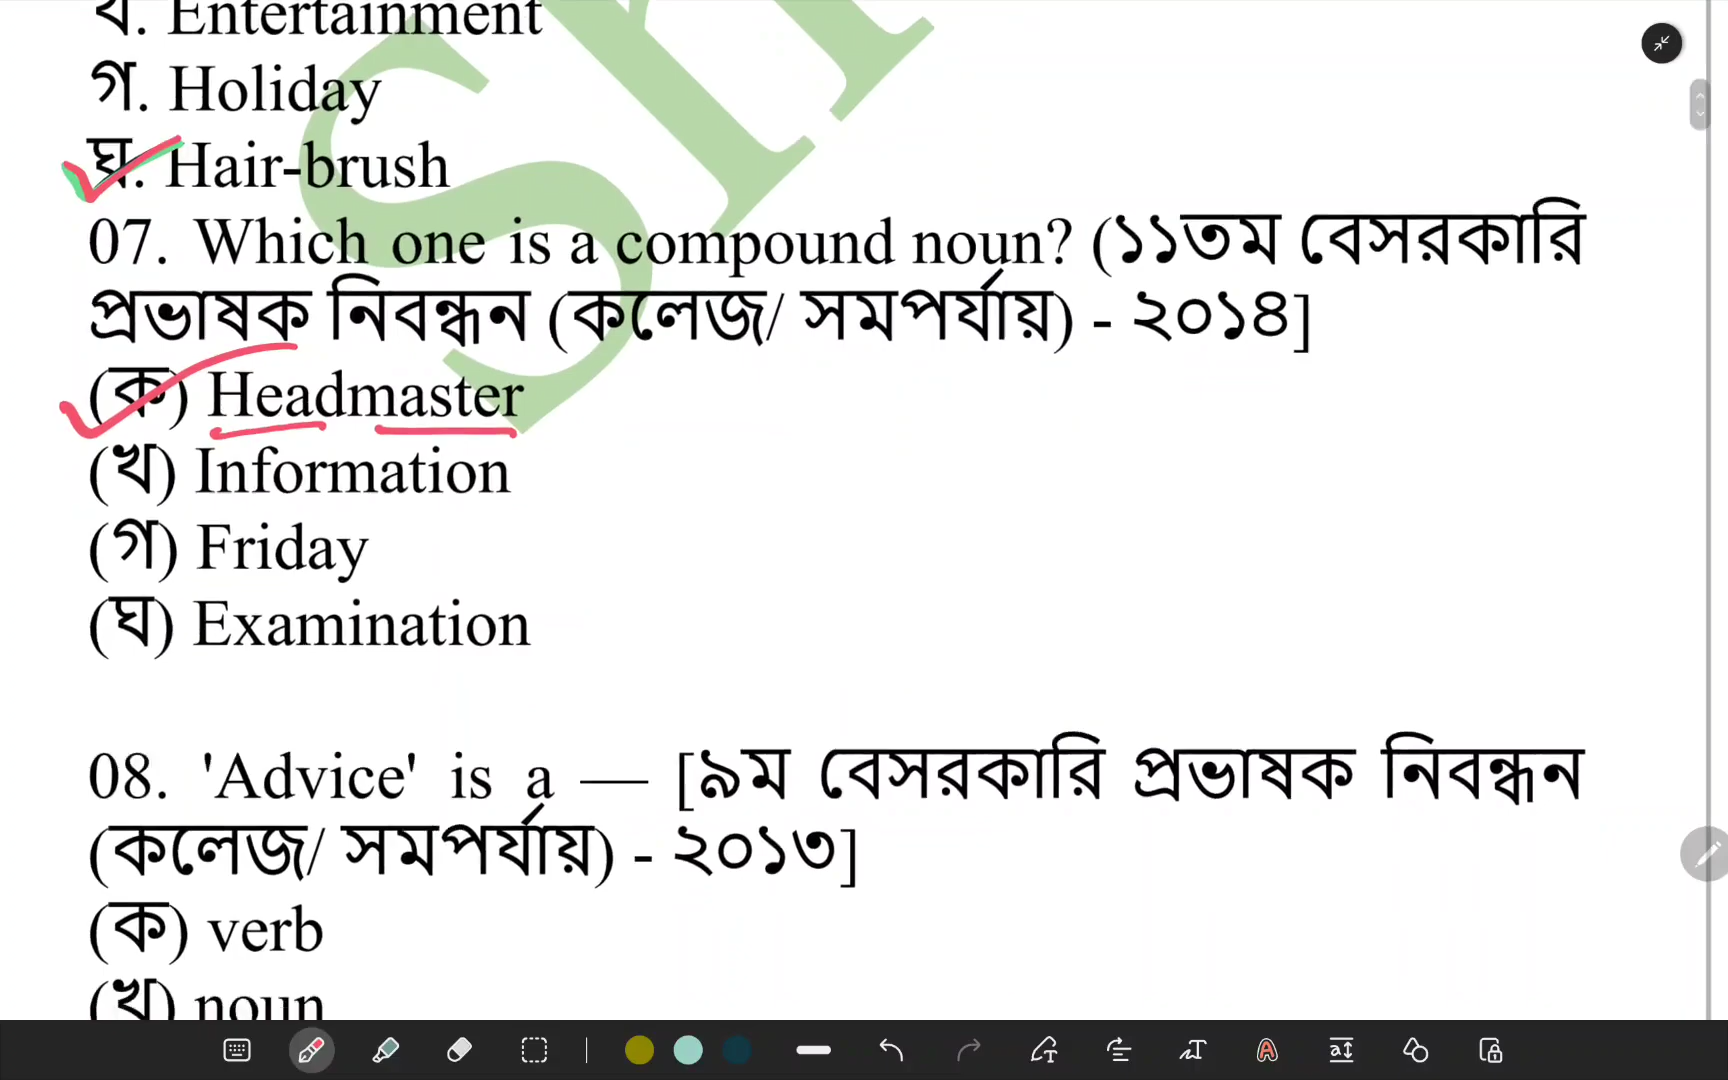 খ. Entertainment
গ. Holiday
ঘ. Hair-brush
07. Which one is a compound noun? (১১তম বেসরকারি
প্রভাষক নিবন্ধন (কলেজ/ সমপর্যায়) - ২০১৪]
(ক) Headmaster
(খ) Information
(গ) Friday
(ঘ) Examination
08. 'Advice' is a — [৯ম বেসরকারি প্রভাষক নিবন্ধন
(কলেজ/ সমপর্যায়) - ২০১৩]
(ক) verb
(খ) noun